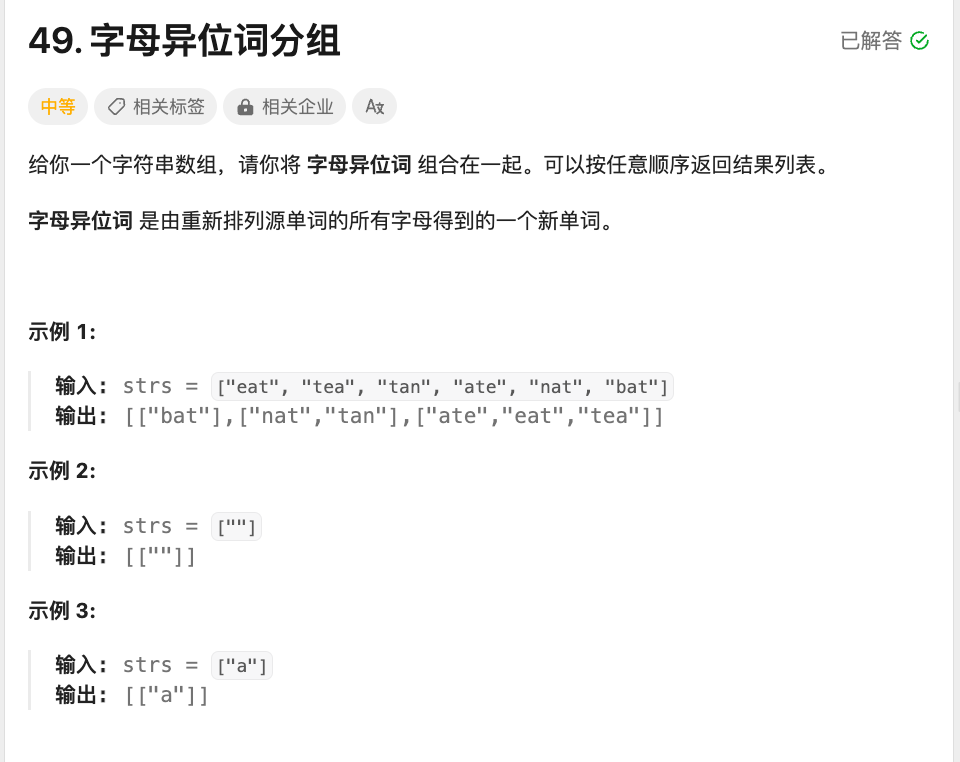 49. 字母异位词分组
已解答
中等
相关标签
相关企业
给你一个字符串数组，请你将 字母异位词 组合在一起。可以按任意顺序返回结果列表。
字母异位词 是由重新排列源单词的所有字母得到的一个新单词。
示例 1:
输入: strs = ["eat", "tea", "tan", "ate", "nat", "bat"]
输出: [["bat"],["nat","tan"],["ate","eat","tea"]]
示例 2:
输入: strs = [""]
输出: [[""]]
示例 3:
输入: strs = ["a"]
输出: [["a"]]